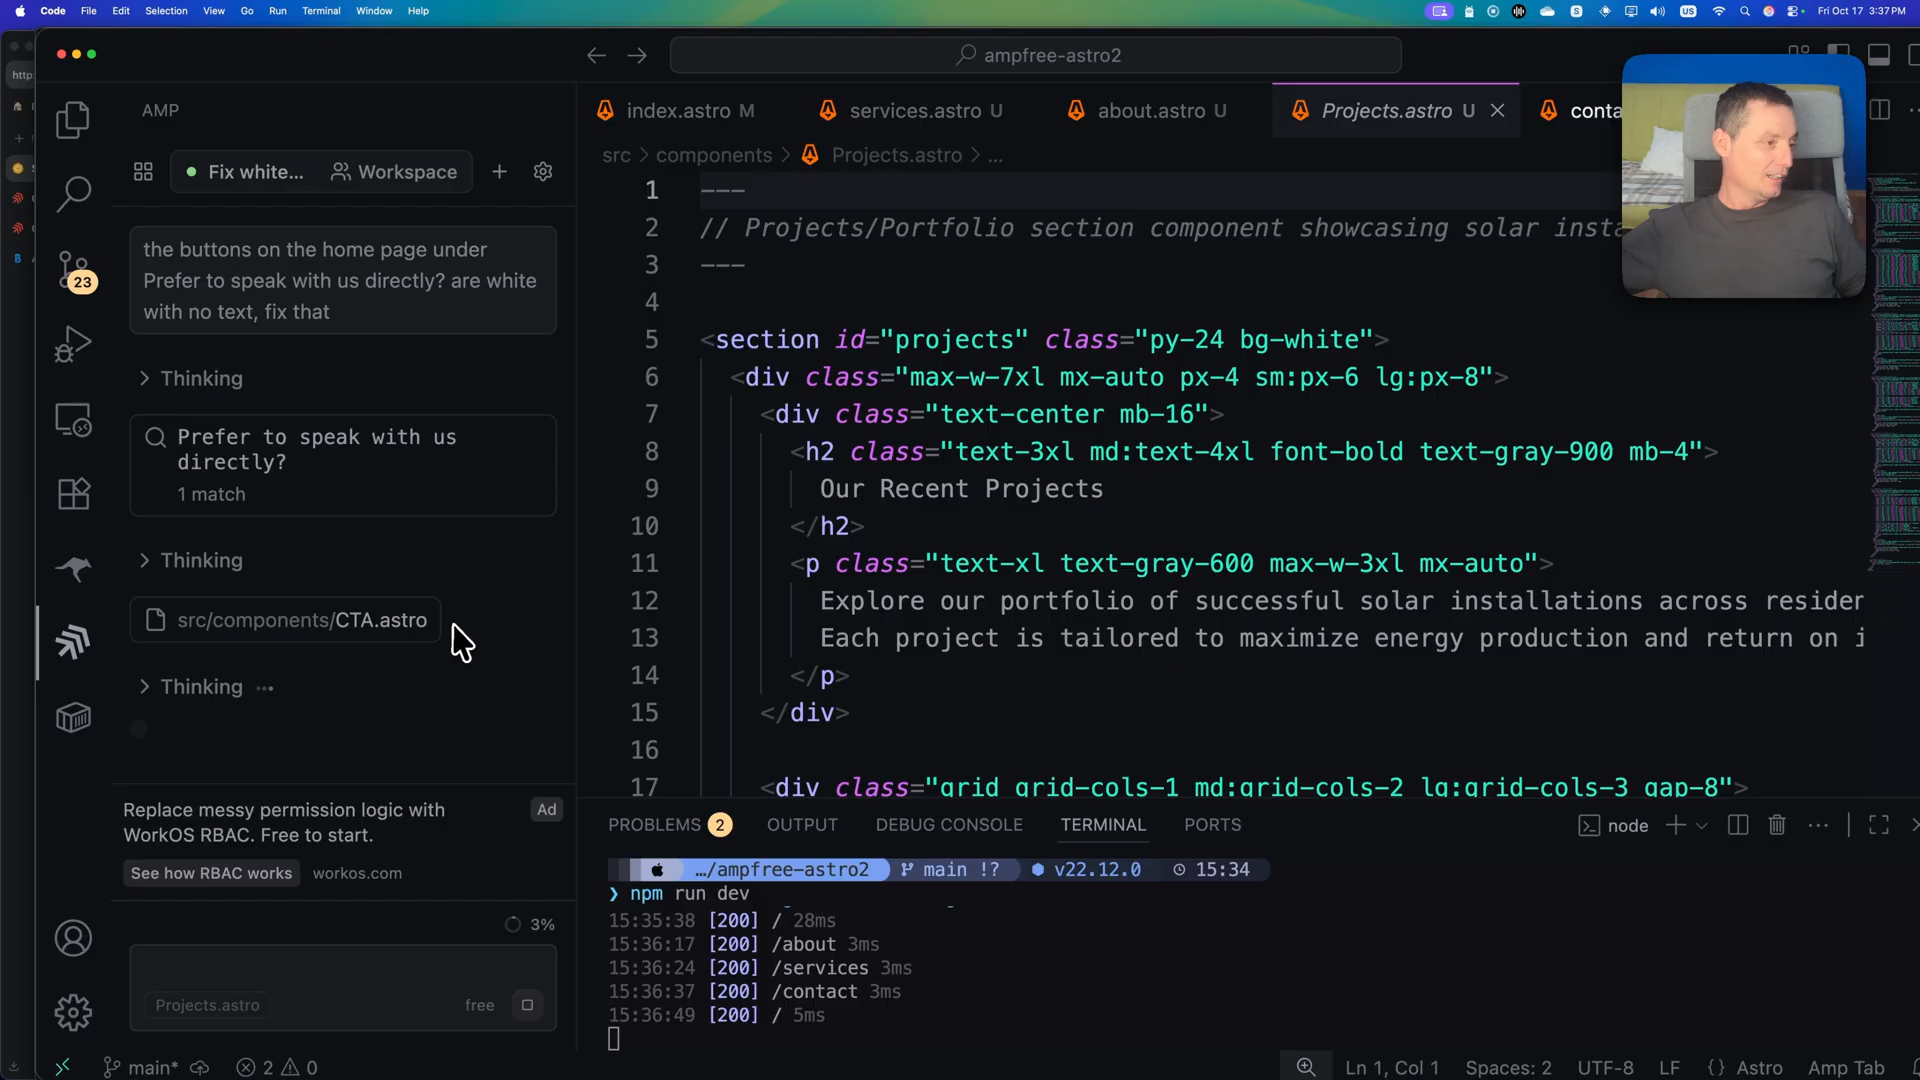 Code File Edit Selection View Go Run Terminal Window Help
US Fri Oct 17 3:37 PM
ampfree-astro2
http:
AMP
index.astro M services.astro U about.astro U Projects.astro U conta
Fix white... Workspace
src > components > Projects.astro > ...
the buttons on the home page under
Prefer to speak with us directly? are white
with no text, fix that
23
Thinking
Prefer to speak with us
directly?
1 match
Thinking
src/components/CTA.astro
Thinking
Replace messy permission logic with
WorkOS RBAC. Free to start.
Ad
See how RBAC works workos.com
3%
Projects.astro free
1 ---
2 // Projects/Portfolio section component showcasing solar insta
3 ---
4
5 <section id="projects" class="py-24 bg-white">
6 <div class="max-w-7xl mx-auto px-4 sm:px-6 lg:px-8">
7 <div class="text-center mb-16">
8 <h2 class="text-3xl md:text-4xl font-bold text-gray-900 mb-4">
9 Our Recent Projects
10 </h2>
11 <p class="text-xl text-gray-600 max-w-3xl mx-auto">
12 Explore our portfolio of successful solar installations across residen
13 Each project is tailored to maximize energy production and return on i
14 </p>
15 </div>
16
17 <div class="grid grid-cols-1 md:grid-cols-2 lg:grid-cols-3 gap-8">
PROBLEMS 2 OUTPUT DEBUG CONSOLE TERMINAL PORTS node
…/ampfree-astro2 main !? v22.12.0 15:34
❯ npm run dev
15:35:38 [200] / 28ms
15:36:17 [200] /about 3ms
15:36:24 [200] /services 3ms
15:36:37 [200] /contact 3ms
15:36:49 [200] / 5ms
main* 2 0 Ln 1, Col 1 Spaces: 2 UTF-8 LF {} Astro Amp Tab